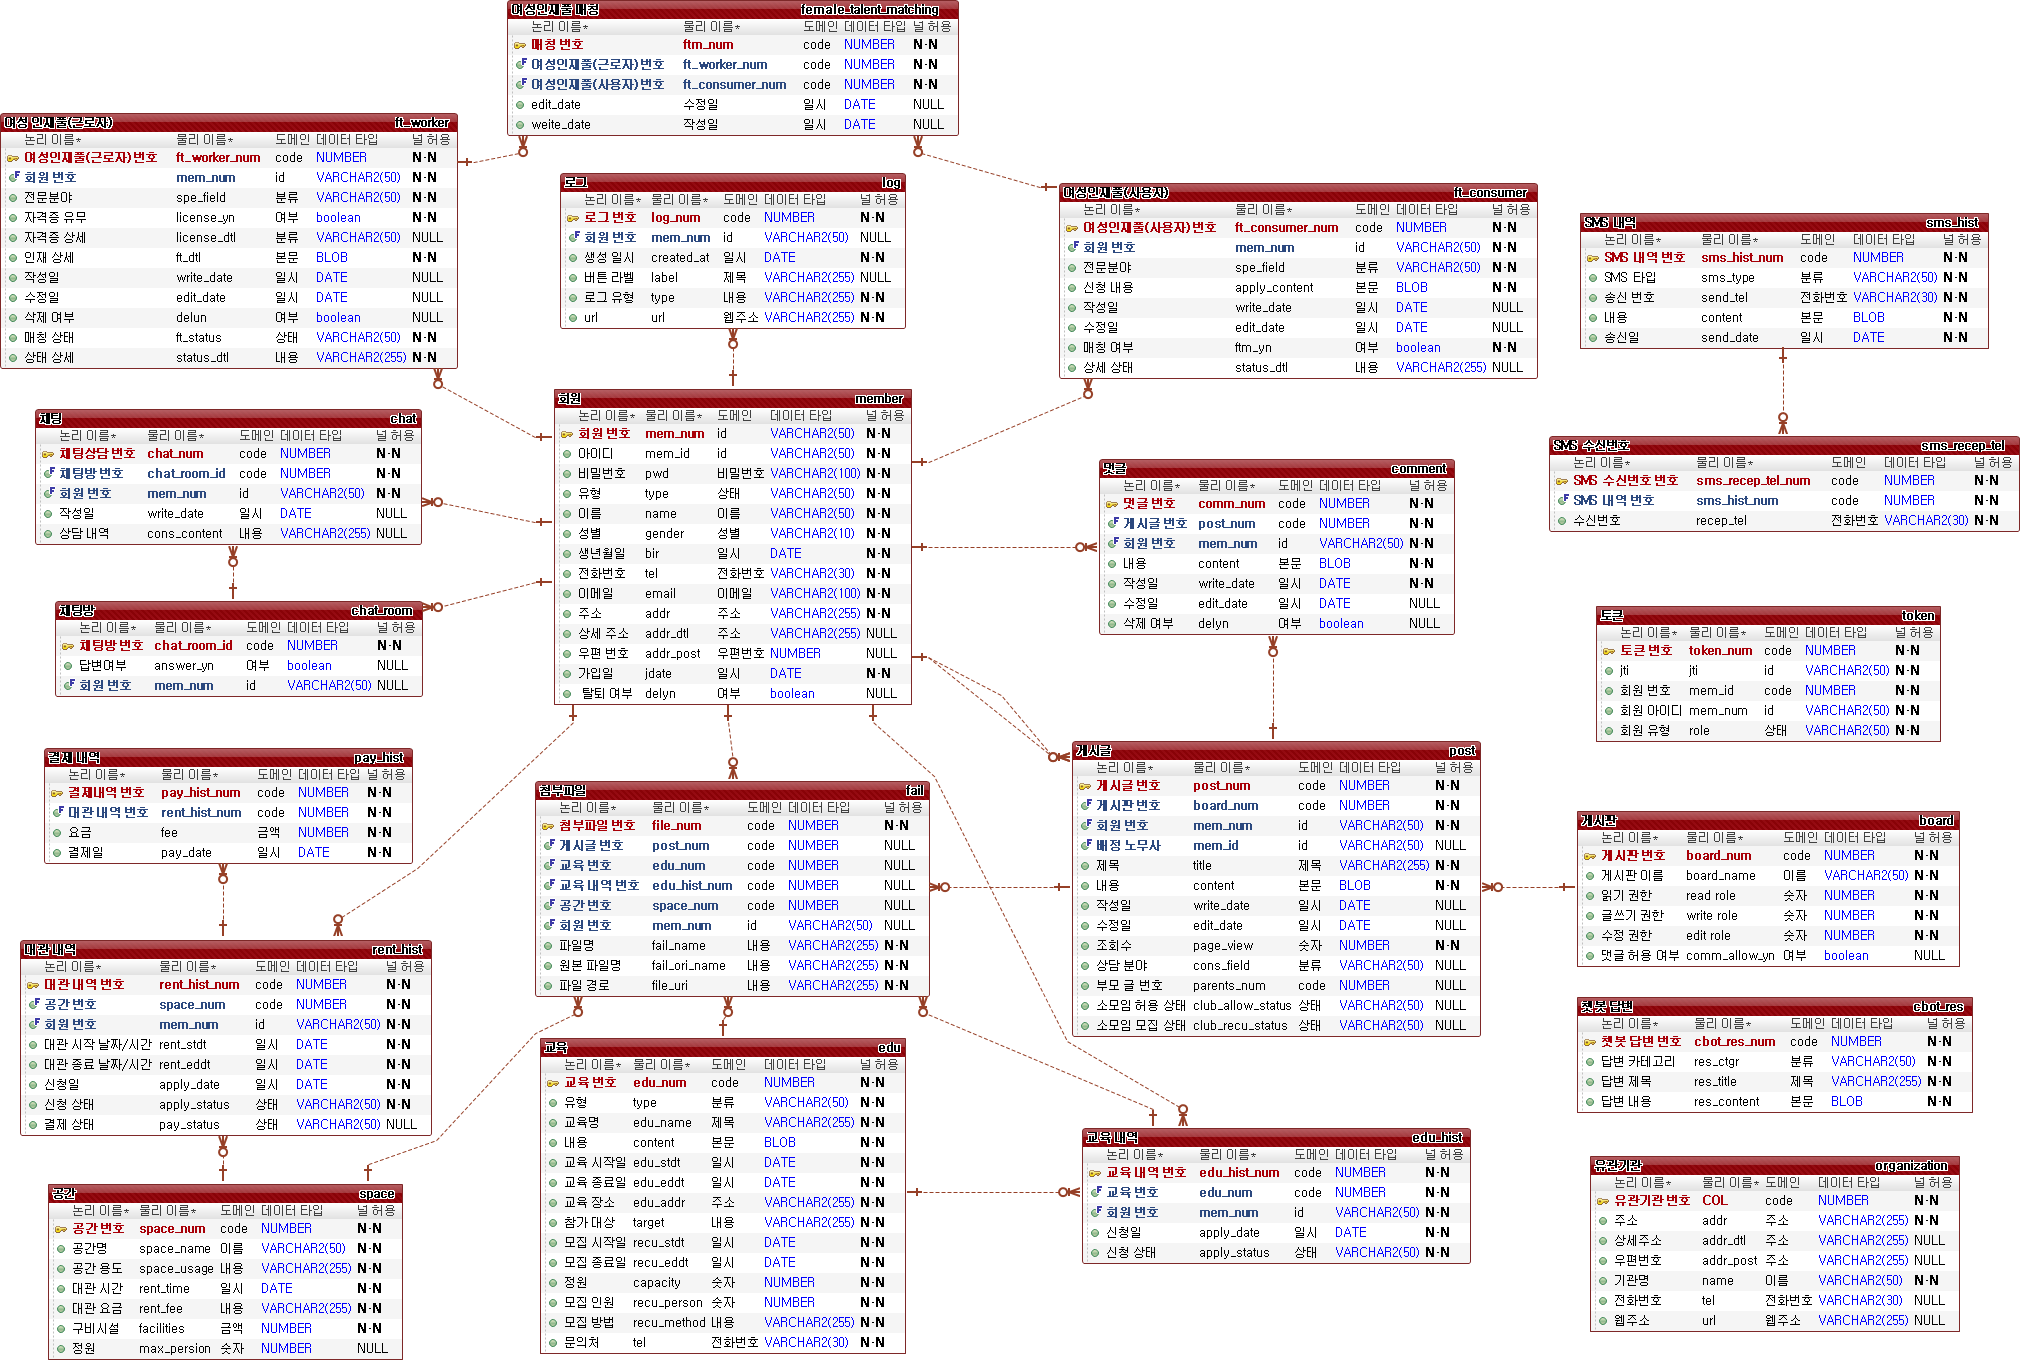 여성인재풀 매칭 female_talent_matching
논리 이름* 물리 이름* 도메인 데이터 타입 널 허용
매칭 번호 ftm_num code NUMBER N-N
여성인재풀(근로자) 번호 ft_worker_num code NUMBER N-N
여성인재풀(사용자) 번호 ft_consumer_num code NUMBER N-N
edit_date 수정일 일시 DATE NULL
weite_date 작성일 일시 DATE NULL
여성 인재풀(근로자) ft_worker
논리 이름* 물리 이름* 도메인 데이터 타입 널 허용
여성인재풀(근로자) 번호 ft_worker_num code NUMBER N-N
회원 번호 mem_num id VARCHAR2(50) N-N
전문분야 spe_field 분류 VARCHAR2(50) N-N
자격증 유무 license_yn 여부 boolean N-N
자격증 상세 license_dtl 분류 VARCHAR2(50) NULL
인재 상세 ft_dtl 본문 BLOB N-N
작성일 write_date 일시 DATE NULL
수정일 edit_date 일시 DATE NULL
삭제 여부 delun 여부 boolean NULL
매칭 상태 ft_status 상태 VARCHAR2(50) N-N
상태 상세 status_dtl 내용 VARCHAR2(255) N-N
로그 log
논리 이름* 물리 이름* 도메인 데이터 타입 널 허용
로그 번호 log_num code NUMBER N-N
회원 번호 mem_num id VARCHAR2(50) NULL
생성 일시 created_at 일시 DATE N-N
버튼 라벨 label 제목 VARCHAR2(255) NULL
로그 유형 type 내용 VARCHAR2(255) N-N
url url 웹주소 VARCHAR2(255) N-N
여성인재풀(사용자) ft_consumer
논리 이름* 물리 이름* 도메인 데이터 타입 널 허용
여성인재풀(사용자) 번호 ft_consumer_num code NUMBER N-N
회원 번호 mem_num id VARCHAR2(50) N-N
전문분야 spe_field 분류 VARCHAR2(50) N-N
신청 내용 apply_content 본문 BLOB N-N
작성일 write_date 일시 DATE NULL
수정일 edit_date 일시 DATE NULL
매칭 여부 ftm_yn 여부 boolean N-N
상세 상태 status_dtl 내용 VARCHAR2(255) NULL
SMS 내역 sms_hist
논리 이름* 물리 이름* 도메인 데이터 타입 널 허용
SMS 내역 번호 sms_hist_num code NUMBER N-N
SMS 타입 sms_type 분류 VARCHAR2(50) N-N
송신 번호 send_tel 전화번호 VARCHAR2(30) N-N
내용 content 본문 BLOB N-N
송신일 send_date 일시 DATE N-N
SMS 수신번호 sms_recep_tel
논리 이름* 물리 이름* 도메인 데이터 타입 널 허용
SMS 수신번호 번호 sms_recep_tel_num code NUMBER N-N
SMS 내역 번호 sms_hist_num code NUMBER N-N
수신번호 recep_tel 전화번호 VARCHAR2(30) N-N
채팅 chat
논리 이름* 물리 이름* 도메인 데이터 타입 널 허용
채팅상담 번호 chat_num code NUMBER N-N
채팅방 번호 chat_room_id code NUMBER N-N
회원 번호 mem_num id VARCHAR2(50) N-N
작성일 write_date 일시 DATE NULL
상담 내역 cons_content 내용 VARCHAR2(255) NULL
채팅방 chat_room
논리 이름* 물리 이름* 도메인 데이터 타입 널 허용
채팅방 번호 chat_room_id code NUMBER N-N
답변여부 answer_yn 여부 boolean NULL
회원 번호 mem_num id VARCHAR2(50) NULL
회원 member
논리 이름* 물리 이름* 도메인 데이터 타입 널 허용
회원 번호 mem_num id VARCHAR2(50) N-N
아이디 mem_id id VARCHAR2(50) N-N
비밀번호 pwd 비밀번호 VARCHAR2(100) N-N
유형 type 상태 VARCHAR2(50) N-N
이름 name 이름 VARCHAR2(50) N-N
성별 gender 성별 VARCHAR2(10) N-N
생년월일 bir 일시 DATE N-N
전화번호 tel 전화번호 VARCHAR2(30) N-N
이메일 email 이메일 VARCHAR2(100) N-N
주소 addr 주소 VARCHAR2(255) N-N
상세 주소 addr_dtl 주소 VARCHAR2(255) NULL
우편 번호 addr_post 우편번호 NUMBER NULL
가입일 jdate 일시 DATE N-N
탈퇴 여부 delyn 여부 boolean NULL
댓글 comment
논리 이름* 물리 이름* 도메인 데이터 타입 널 허용
댓글 번호 comm_num code NUMBER N-N
게시글 번호 post_num code NUMBER N-N
회원 번호 mem_num id VARCHAR2(50) N-N
내용 content 본문 BLOB N-N
작성일 write_date 일시 DATE N-N
수정일 edit_date 일시 DATE NULL
삭제 여부 delyn 여부 boolean NULL
토큰 token
논리 이름* 물리 이름* 도메인 데이터 타입 널 허용
토큰 번호 token_num code NUMBER N-N
jti jti id VARCHAR2(50) N-N
회원 번호 mem_id code NUMBER N-N
회원 아이디 mem_num id VARCHAR2(50) N-N
회원 유형 role 상태 VARCHAR2(50) N-N
결제 내역 pay_hist
논리 이름* 물리 이름* 도메인 데이터 타입 널 허용
결제내역 번호 pay_hist_num code NUMBER N-N
대관 내역 번호 rent_hist_num code NUMBER N-N
요금 fee 금액 NUMBER N-N
결제일 pay_date 일시 DATE N-N
첨부파일 fail
논리 이름* 물리 이름* 도메인 데이터 타입 널 허용
첨부파일 번호 file_num code NUMBER N-N
게시글 번호 post_num code NUMBER NULL
교육 번호 edu_num code NUMBER NULL
교육 내역 번호 edu_hist_num code NUMBER NULL
공간 번호 space_num code NUMBER NULL
회원 번호 mem_num id VARCHAR2(50) NULL
파일명 fail_name 내용 VARCHAR2(255) N-N
원본 파일명 fail_ori_name 내용 VARCHAR2(255) N-N
파일 경로 file_uri 내용 VARCHAR2(255) N-N
게시글 post
논리 이름* 물리 이름* 도메인 데이터 타입 널 허용
게시글 번호 post_num code NUMBER N-N
게시판 번호 board_num code NUMBER N-N
회원 번호 mem_num id VARCHAR2(50) N-N
배정 노무사 mem_id id VARCHAR2(50) NULL
제목 title 제목 VARCHAR2(255) N-N
내용 content 본문 BLOB N-N
작성일 write_date 일시 DATE NULL
수정일 edit_date 일시 DATE NULL
조회수 page_view 숫자 NUMBER N-N
상담 분야 cons_field 분류 VARCHAR2(50) NULL
부모 글 번호 parents_num code NUMBER NULL
소모임 허용 상태 club_allow_status 상태 VARCHAR2(50) NULL
소모임 모집 상태 club_recu_status 상태 VARCHAR2(50) NULL
게시판 board
논리 이름* 물리 이름* 도메인 데이터 타입 널 허용
게시판 번호 board_num code NUMBER N-N
게시판 이름 board_name 이름 VARCHAR2(50) N-N
읽기 권한 read role 숫자 NUMBER N-N
글쓰기 권한 write role 숫자 NUMBER N-N
수정 권한 edit role 숫자 NUMBER N-N
댓글 허용 여부 comm_allow_yn 여부 boolean NULL
대관 내역 rent_hist
논리 이름* 물리 이름* 도메인 데이터 타입 널 허용
대관 내역 번호 rent_hist_num code NUMBER N-N
공간 번호 space_num code NUMBER N-N
회원 번호 mem_num id VARCHAR2(50) N-N
대관 시작 날짜/시간 rent_stdt 일시 DATE N-N
대관 종료 날짜/시간 rent_eddt 일시 DATE N-N
신청일 apply_date 일시 DATE N-N
신청 상태 apply_status 상태 VARCHAR2(50) N-N
결제 상태 pay_status 상태 VARCHAR2(50) NULL
챗봇 답변 cbot_res
논리 이름* 물리 이름* 도메인 데이터 타입 널 허용
챗봇 답변 번호 cbot_res_num code NUMBER N-N
답변 카테고리 res_ctgr 분류 VARCHAR2(50) N-N
답변 제목 res_title 제목 VARCHAR2(255) N-N
답변 내용 res_content 본문 BLOB N-N
교육 edu
논리 이름* 물리 이름* 도메인 데이터 타입 널 허용
교육 번호 edu_num code NUMBER N-N
유형 type 분류 VARCHAR2(50) N-N
교육명 edu_name 제목 VARCHAR2(255) N-N
내용 content 본문 BLOB N-N
교육 시작일 edu_stdt 일시 DATE N-N
교육 종료일 edu_eddt 일시 DATE N-N
교육 장소 edu_addr 주소 VARCHAR2(255) N-N
참가 대상 target 내용 VARCHAR2(255) N-N
모집 시작일 recu_stdt 일시 DATE N-N
모집 종료일 recu_eddt 일시 DATE N-N
정원 capacity 숫자 NUMBER N-N
모집 인원 recu_person 숫자 NUMBER N-N
모집 방법 recu_method 내용 VARCHAR2(255) N-N
문의처 tel 전화번호 VARCHAR2(30) N-N
교육 내역 edu_hist
논리 이름* 물리 이름* 도메인 데이터 타입 널 허용
교육 내역 번호 edu_hist_num code NUMBER N-N
교육 번호 edu_num code NUMBER N-N
회원 번호 mem_num id VARCHAR2(50) N-N
신청일 apply_date 일시 DATE N-N
신청 상태 apply_status 상태 VARCHAR2(50) N-N
유관기관 organization
논리 이름* 물리 이름* 도메인 데이터 타입 널 허용
유관기관 번호 COL code NUMBER N-N
주소 addr 주소 VARCHAR2(255) N-N
상세주소 addr_dtl 주소 VARCHAR2(255) NULL
우편번호 addr_post 주소 VARCHAR2(255) NULL
기관명 name 이름 VARCHAR2(50) N-N
전화번호 tel 전화번호 VARCHAR2(30) NULL
웹주소 url 웹주소 VARCHAR2(255) NULL
공간 space
논리 이름* 물리 이름* 도메인 데이터 타입 널 허용
공간 번호 space_num code NUMBER N-N
공간명 space_name 이름 VARCHAR2(50) N-N
공간 용도 space_usage 내용 VARCHAR2(255) N-N
대관 시간 rent_time 일시 DATE N-N
대관 요금 rent_fee 내용 VARCHAR2(255) N-N
구비시설 facilities 금액 NUMBER N-N
정원 max_persion 숫자 NUMBER NULL